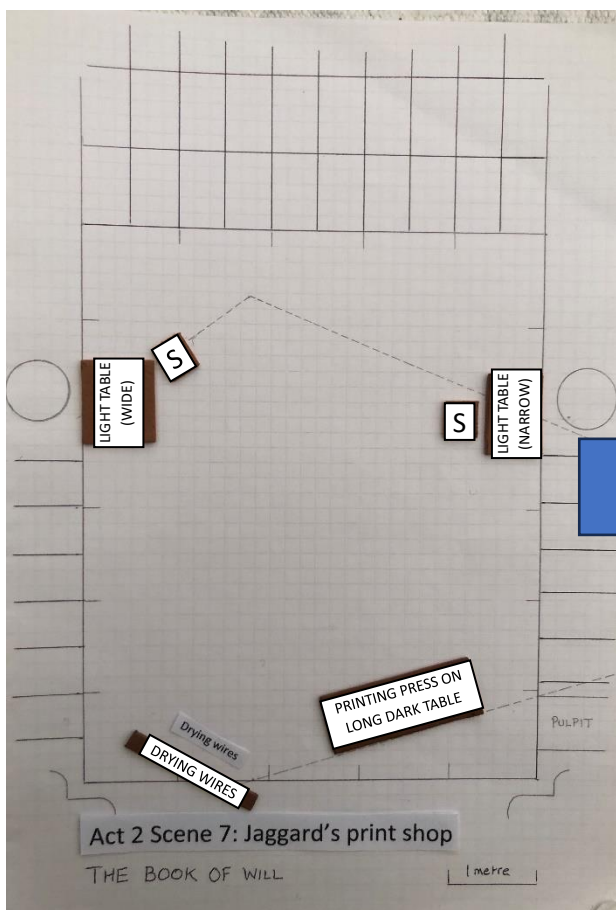 S
LIGHT TABLE
(WIDE)
S
LIGHT TABLE
(NARROW)
PRINTING PRESS ON
LONG DARK TABLE
PULPIT
Drying wires
DRYING WIRES
Act 2 Scene 7: Jaggard's print shop
THE BOOK OF WILL
1 metre